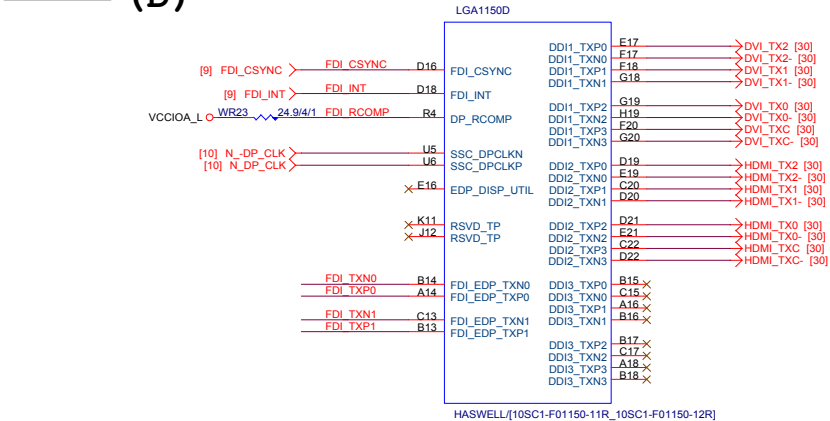 (D)
LGA1150D
[9] FDI_CSYNC FDI_CSYNC D16 FDI_CSYNC
[9] FDI_INT FDI_INT D18 FDI_INT
VCCIOA_L WR23 24.9/4/1 FDI_RCOMP R4 DP_RCOMP
[10] N_-DP_CLK U5 SSC_DPCLKN
[10] N_DP_CLK U6 SSC_DPCLKP
E16 EDP_DISP_UTIL
K11 RSVD_TP
J12 RSVD_TP
FDI_TXN0 B14 FDI_EDP_TXN0
FDI_TXP0 A14 FDI_EDP_TXP0
FDI_TXN1 C13 FDI_EDP_TXN1
FDI_TXP1 B13 FDI_EDP_TXP1
DDI1_TXP0 E17 DVI_TX2 [30]
DDI1_TXN0 F17 DVI_TX2- [30]
DDI1_TXP1 F18 DVI_TX1 [30]
DDI1_TXN1 G18 DVI_TX1- [30]
DDI1_TXP2 G19 DVI_TX0 [30]
DDI1_TXN2 H19 DVI_TX0- [30]
DDI1_TXP3 F20 DVI_TXC [30]
DDI1_TXN3 G20 DVI_TXC- [30]
DDI2_TXP0 D19 HDMI_TX2 [30]
DDI2_TXN0 E19 HDMI_TX2- [30]
DDI2_TXP1 C20 HDMI_TX1 [30]
DDI2_TXN1 D20 HDMI_TX1- [30]
DDI2_TXP2 D21 HDMI_TX0 [30]
DDI2_TXN2 E21 HDMI_TX0- [30]
DDI2_TXP3 C22 HDMI_TXC [30]
DDI2_TXN3 D22 HDMI_TXC- [30]
DDI3_TXP0 B15
DDI3_TXN0 C15
DDI3_TXP1 A16
DDI3_TXN1 B16
DDI3_TXP2 B17
DDI3_TXN2 C17
DDI3_TXP3 A18
DDI3_TXN3 B18
HASWELL/[10SC1-F01150-11R_10SC1-F01150-12R]